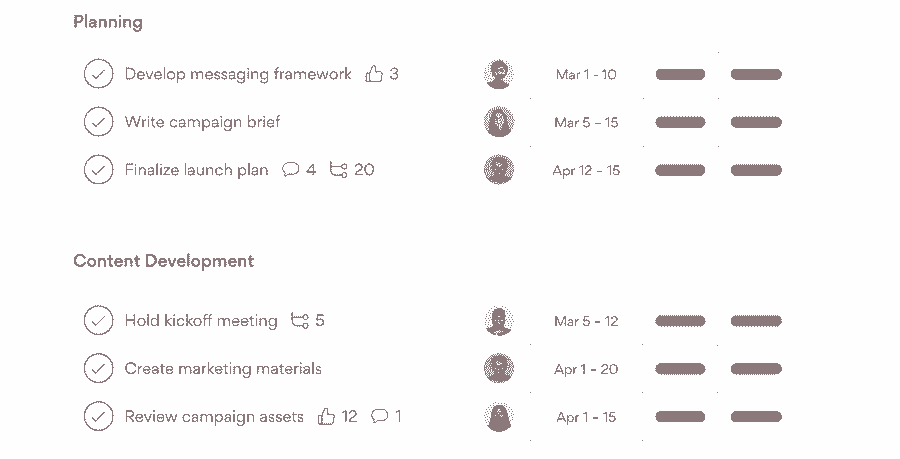 Planning
Develop messaging framework 3 Mar 1 - 10
Write campaign brief Mar 5 - 15
Finalize launch plan 4 20 Apr 12 - 15
Content Development
Hold kickoff meeting 5 Mar 5 - 12
Create marketing materials Apr 1 - 20
Review campaign assets 12 1 Apr 1 - 15